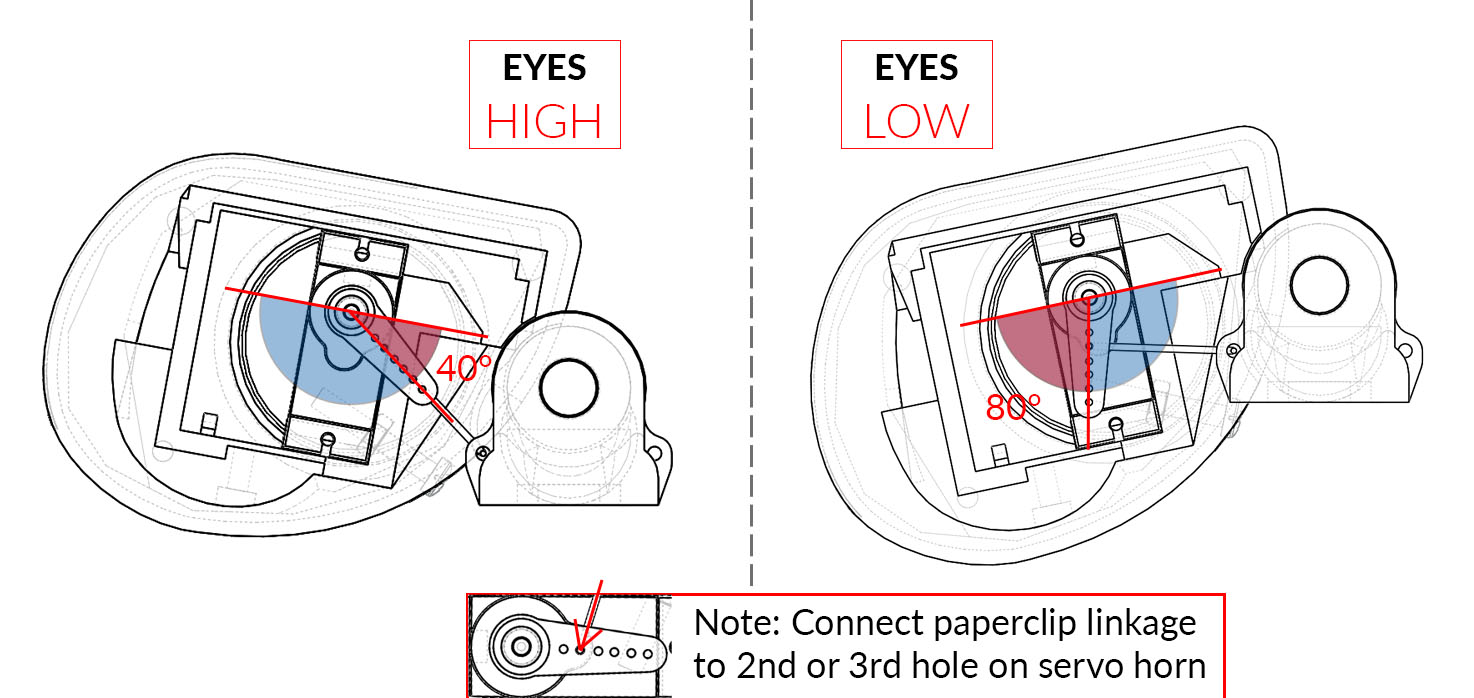 EYES
HIGH
EYES
LOW
40°
80°
Note: Connect paperclip linkage
to 2nd or 3rd hole on servo horn